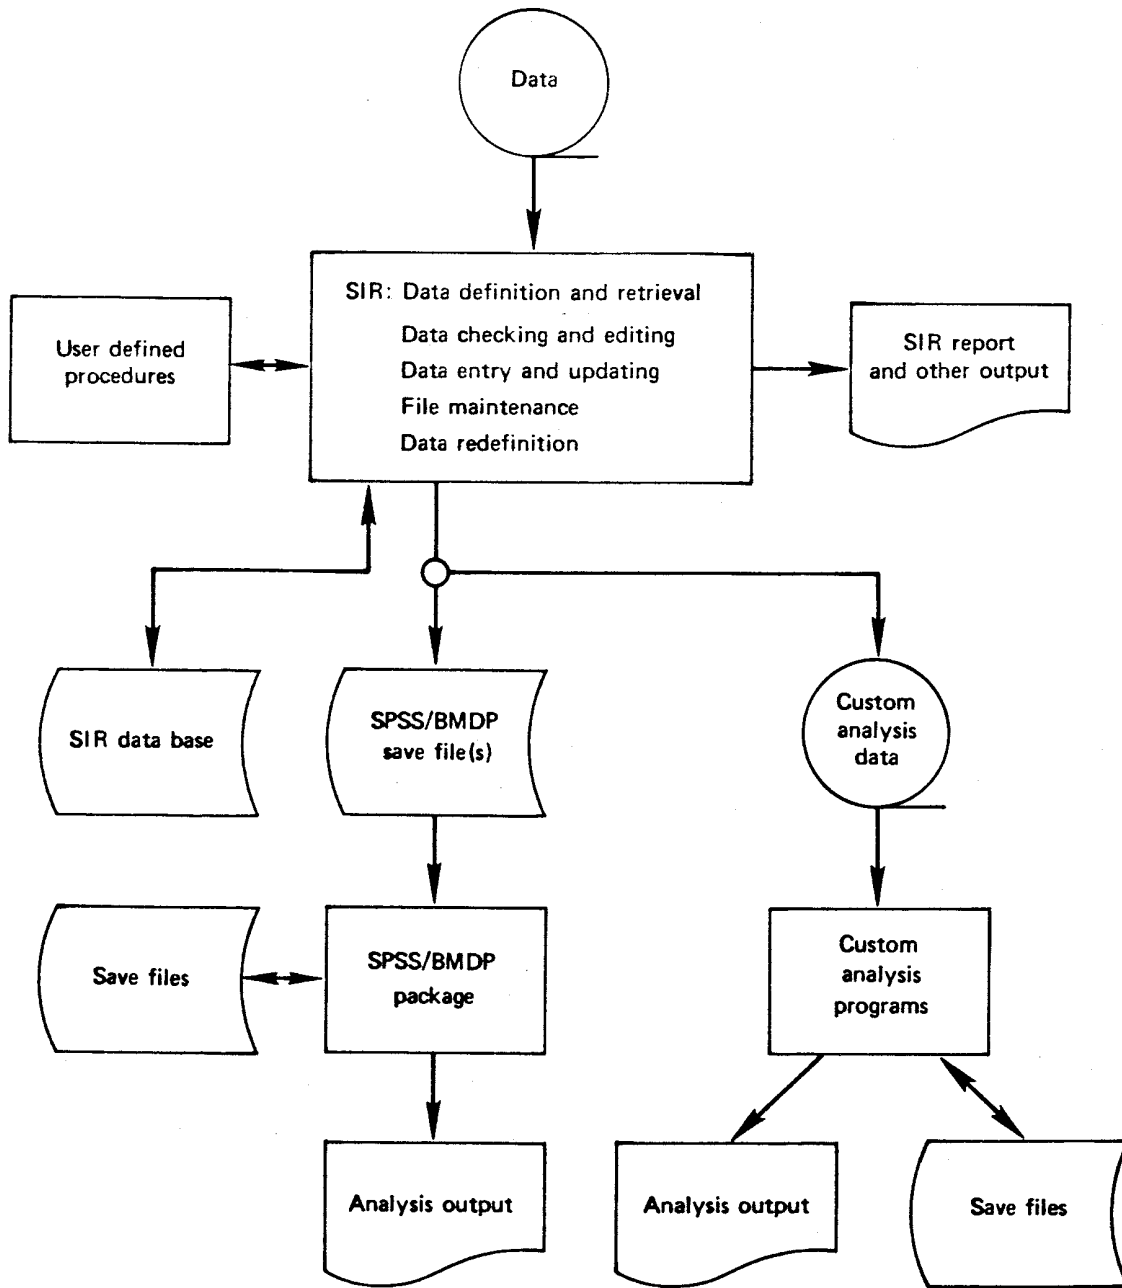 Data
SIR: Data definition and retrieval
Data checking and editing
Data entry and updating
File maintenance
Data redefinition
User defined
procedures
SIR report
and other output
SIR data base
SPSS/BMDP
save file(s)
Custom
analysis
data
Save files
SPSS/BMDP
package
Custom
analysis
programs
Analysis output
Analysis output
Save files